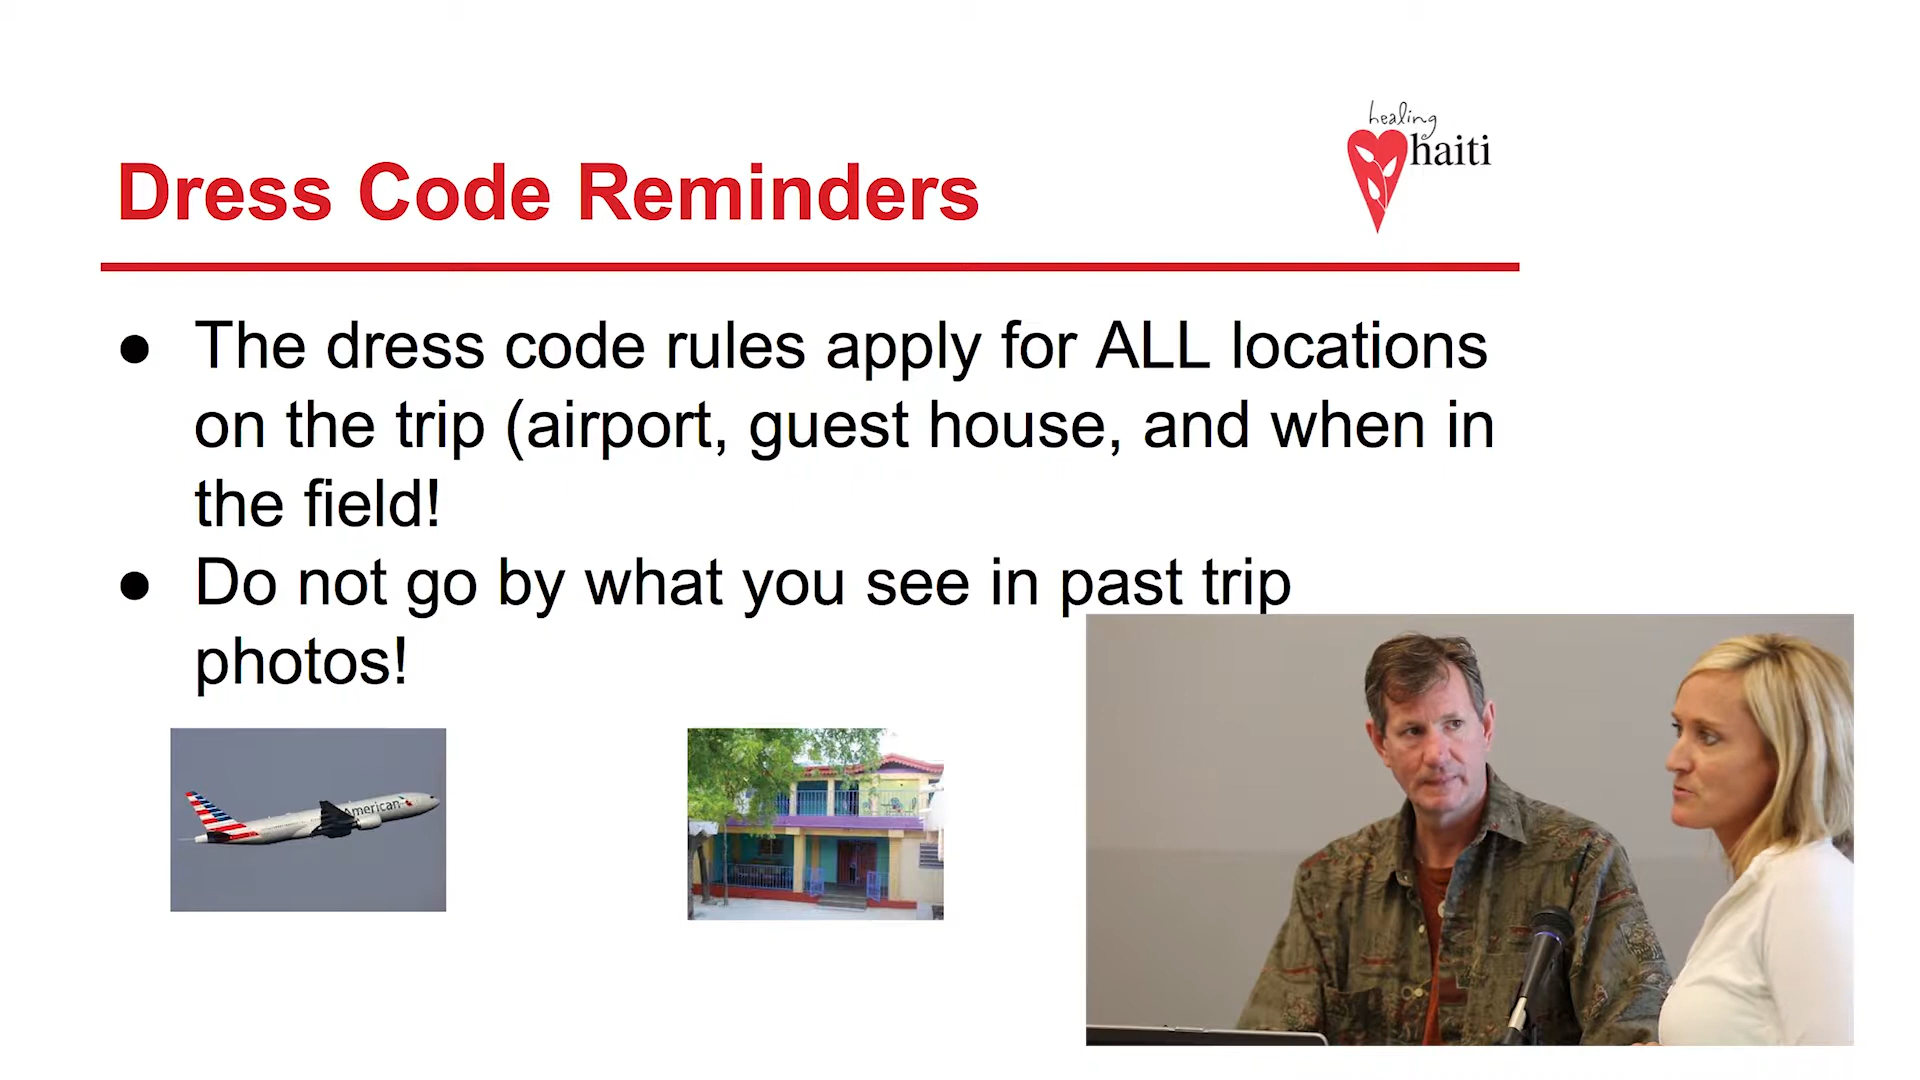 healing
haiti
Dress Code Reminders
● The dress code rules apply for ALL locations
on the trip (airport, guest house, and when in
the field!
● Do not go by what you see in past trip
photos!
American